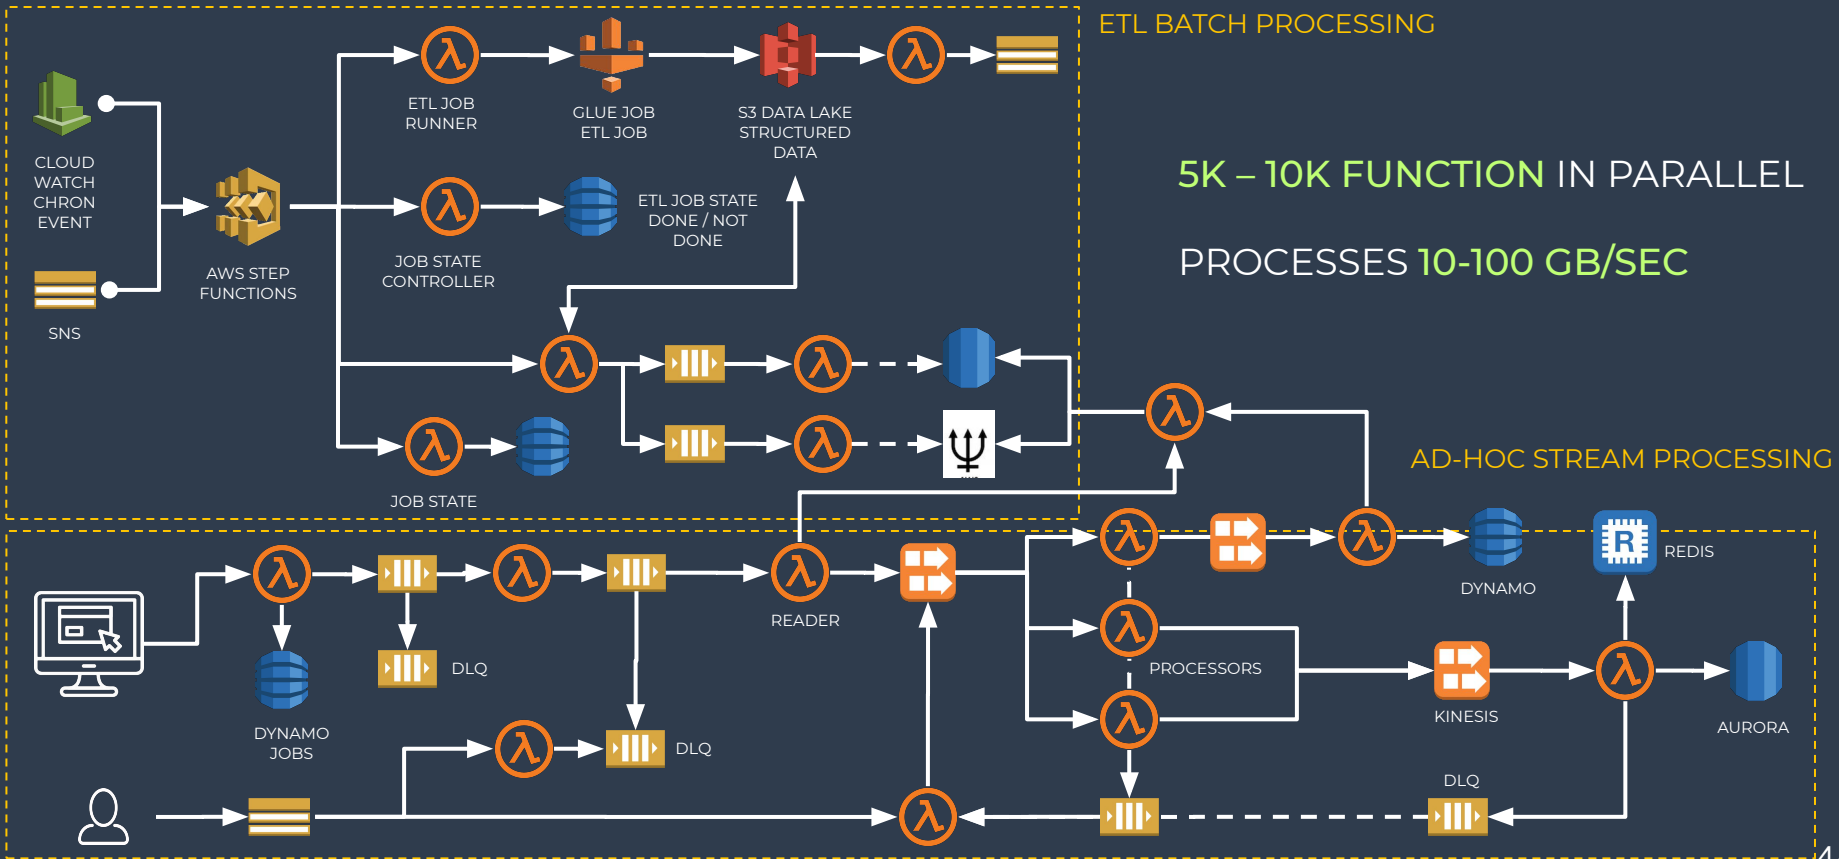 ETL BATCH PROCESSING
ETL JOB
RUNNER
GLUE JOB
ETL JOB
S3 DATA LAKE
STRUCTURED
DATA
CLOUD
WATCH
CHRON
EVENT
5K – 10K FUNCTION IN PARALLEL
ETL JOB STATE
DONE / NOT
DONE
JOB STATE
CONTROLLER
AWS STEP
FUNCTIONS
PROCESSES 10-100 GB/SEC
SNS
JOB STATE
AD-HOC STREAM PROCESSING
R
REDIS
DYNAMO
READER
DLQ
PROCESSORS
KINESIS
AURORA
DYNAMO
JOBS
DLQ
DLQ
4